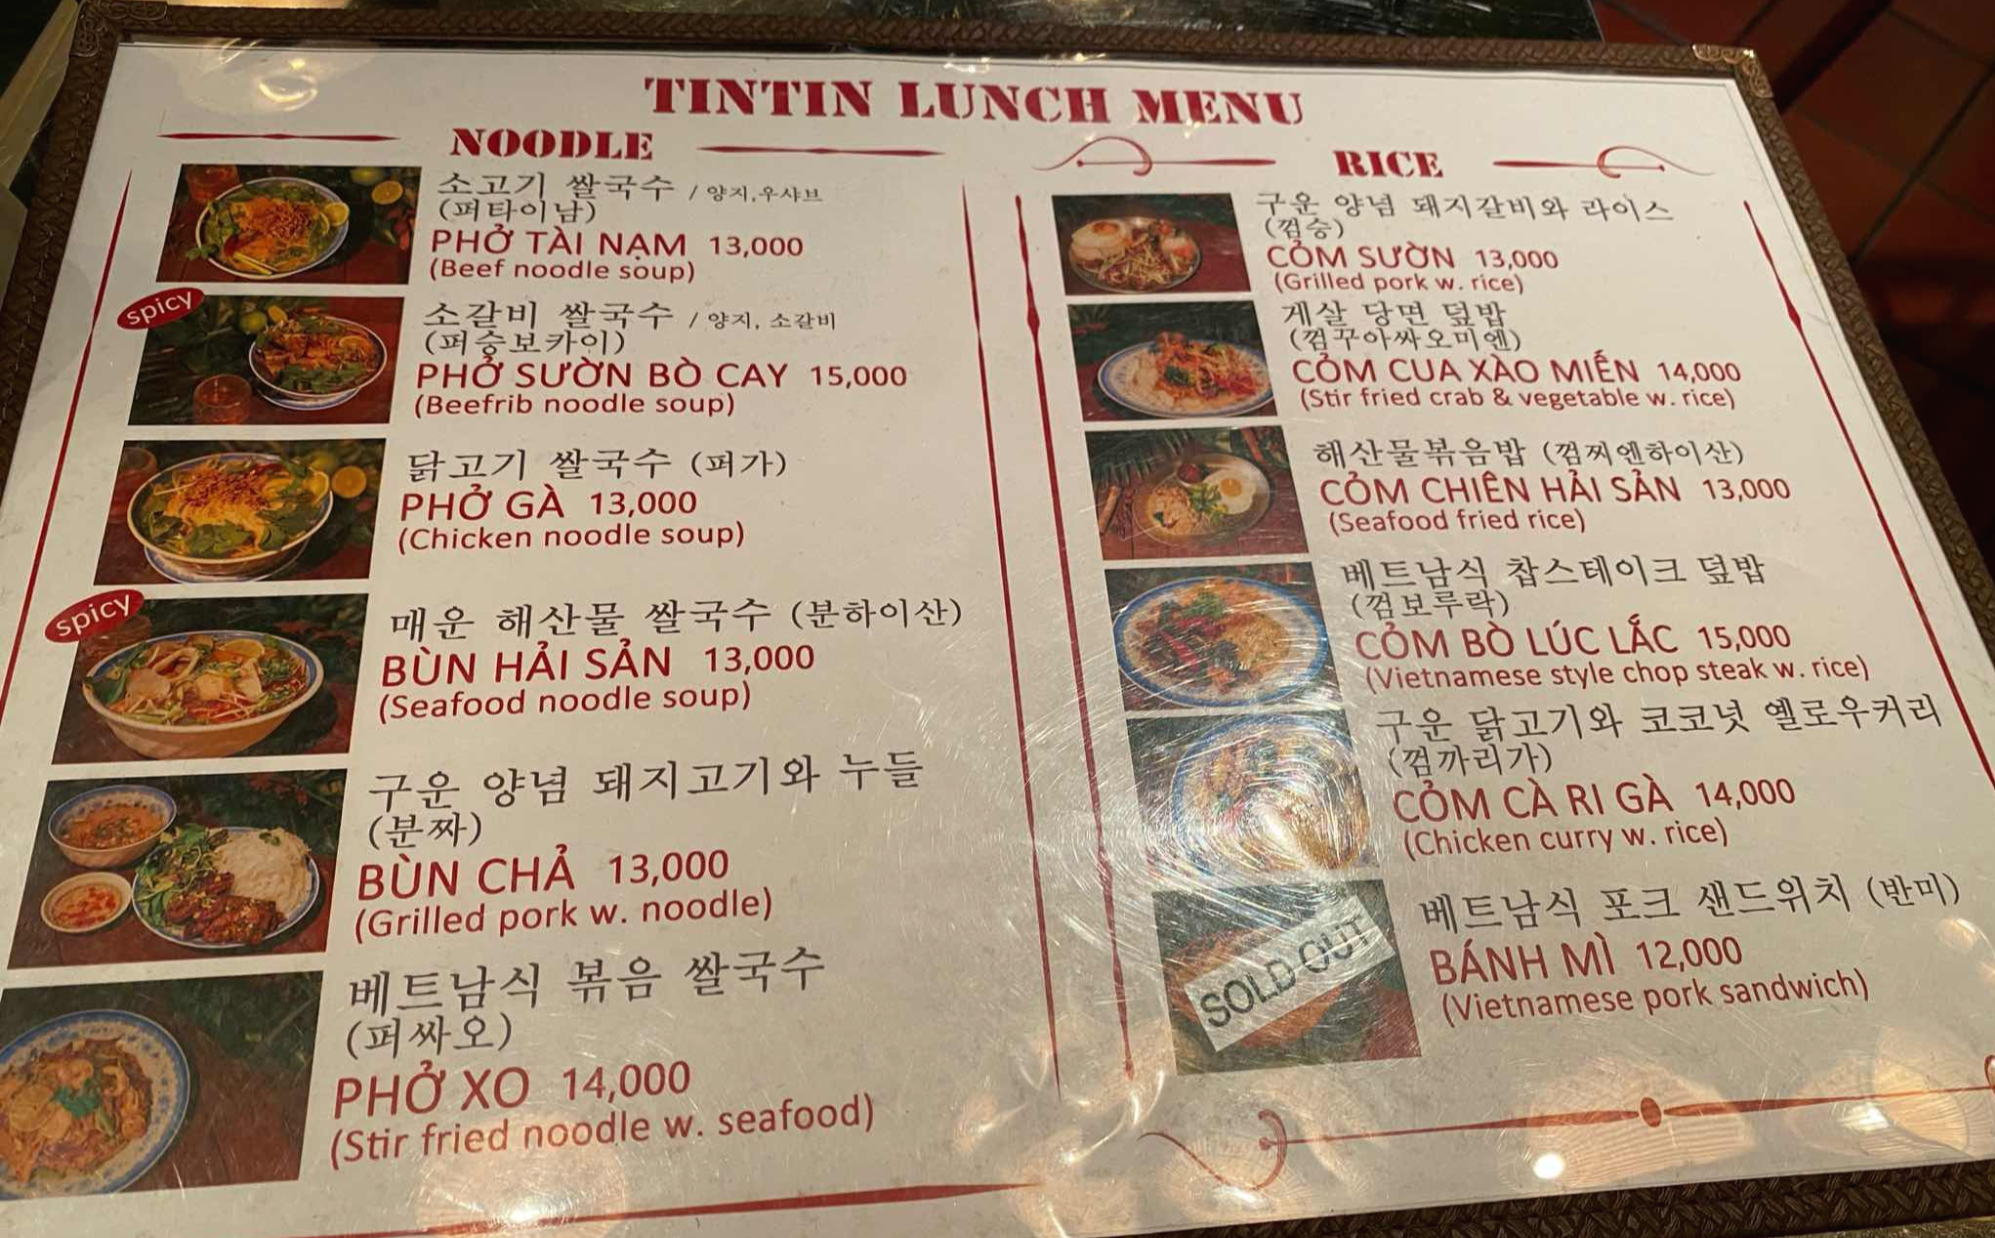 TINTIN LUNCH MENU
NOODLE
소고기 쌀국수 / 양지,우샤브
(퍼타이남)
PHỞ TÀI NẠM 13,000
(Beef noodle soup)
spicy
소갈비 쌀국수 / 양지, 소갈비
(퍼승보카이)
PHỞ SƯỜN BÒ CAY 15,000
(Beefrib noodle soup)
닭고기 쌀국수 (퍼가)
PHỞ GÀ 13,000
(Chicken noodle soup)
spicy
매운 해산물 쌀국수 (분하이산)
BÙN HẢI SẢN 13,000
(Seafood noodle soup)
구운 양념 돼지고기와 누들
(분짜)
BÙN CHẢ 13,000
(Grilled pork w. noodle)
베트남식 볶음 쌀국수
(퍼싸오)
PHỞ XO 14,000
(Stir fried noodle w. seafood)
RICE
구운 양념 돼지갈비와 라이스
(껌승)
CỎM SƯỜN 13,000
(Grilled pork w. rice)
게살 당면 덮밥
(껌꾸아싸오미엔)
CỎM CUA XÀO MIẾN 14,000
(Stir fried crab & vegetable w. rice)
해산물볶음밥 (껌찌엔하이산)
CỎM CHIÊN HẢI SẢN 13,000
(Seafood fried rice)
베트남식 찹스테이크 덮밥
(껌보루락)
CỎM BÒ LÚC LẮC 15,000
(Vietnamese style chop steak w. rice)
구운 닭고기와 코코넛 옐로우커리
(껌까리가)
CỎM CÀ RI GÀ 14,000
(Chicken curry w. rice)
SOLD OUT
베트남식 포크 샌드위치 (반미)
BÁNH MÌ 12,000
(Vietnamese pork sandwich)